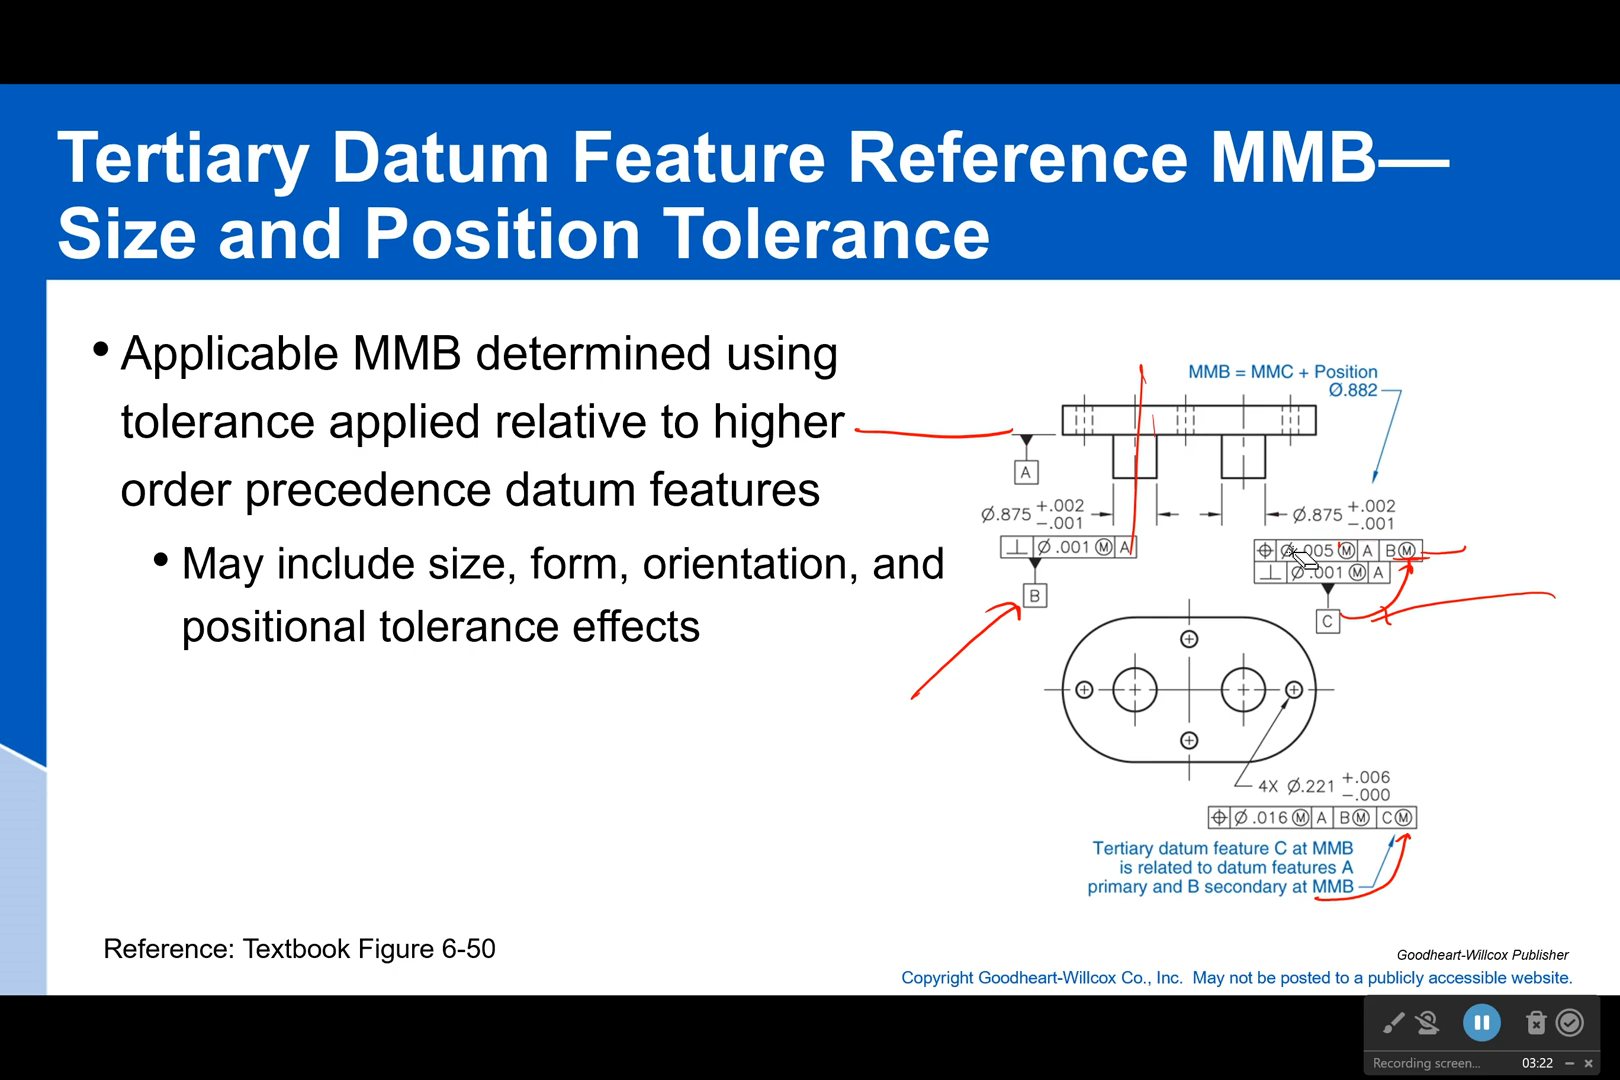 Tertiary Datum Feature Reference MMB—
Size and Position Tolerance
• Applicable MMB determined using
tolerance applied relative to higher
order precedence datum features
• May include size, form, orientation, and
positional tolerance effects
MMB = MMC + Position
Ø.882
A
Ø.875 +.002
-.001
Ø.875 +.002
-.001
⊥ Ø.001 Ⓜ A
⌖ Ø.005 Ⓜ A BⓂ
⊥ Ø.001 Ⓜ A
B
C
4X Ø.221 +.006
-.000
⌖ Ø.016 Ⓜ A BⓂ CⓂ
Tertiary datum feature C at MMB
is related to datum features A
primary and B secondary at MMB
Reference: Textbook Figure 6-50
Goodheart-Willcox Publisher
Copyright Goodheart-Willcox Co., Inc. May not be posted to a publicly accessible website.
Recording screen... 03:22